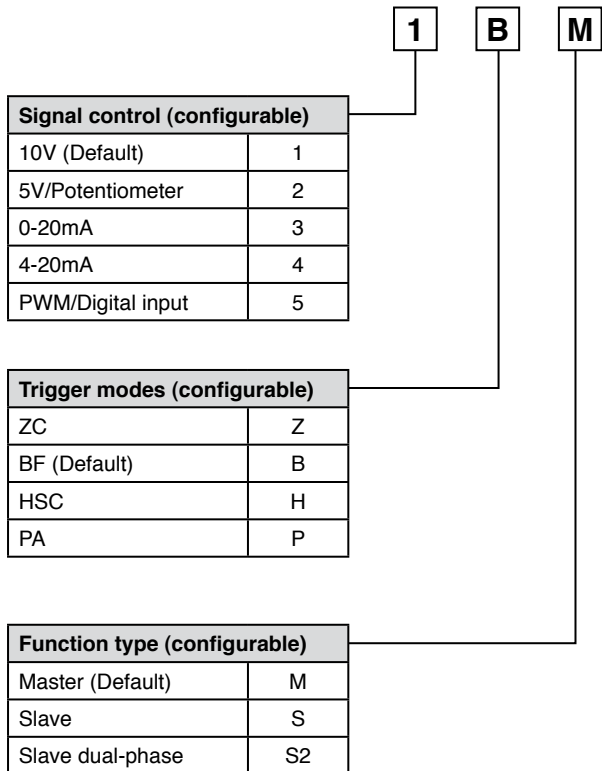 1 B M
Signal control (configurable)
10V (Default) 1
5V/Potentiometer 2
0-20mA 3
4-20mA 4
PWM/Digital input 5
Trigger modes (configurable)
ZC Z
BF (Default) B
HSC H
PA P
Function type (configurable)
Master (Default) M
Slave S
Slave dual-phase S2